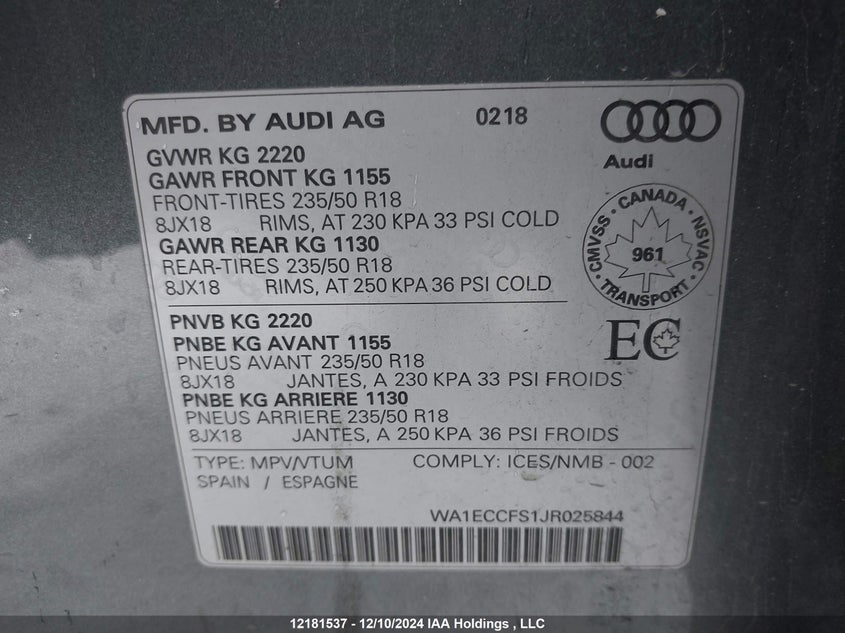 MFD. BY AUDI AG 0218
Audi
GVWR KG 2220
GAWR FRONT KG 1155
FRONT-TIRES 235/50 R18
8JX18 RIMS, AT 230 KPA 33 PSI COLD
GAWR REAR KG 1130
REAR-TIRES 235/50 R18
8JX18 RIMS, AT 250 KPA 36 PSI COLD
CMVSS · CANADA · NSVAC · TRANSPORT ·
961
PNVB KG 2220
PNBE KG AVANT 1155
PNEUS AVANT 235/50 R18
8JX18 JANTES, A 230 KPA 33 PSI FROIDS
PNBE KG ARRIERE 1130
PNEUS ARRIERE 235/50 R18
8JX18 JANTES, A 250 KPA 36 PSI FROIDS
EC
TYPE: MPV/VTUM COMPLY: ICES/NMB - 002
SPAIN / ESPAGNE
WA1ECCFS1JR025844
12181537 - 12/10/2024 IAA Holdings , LLC